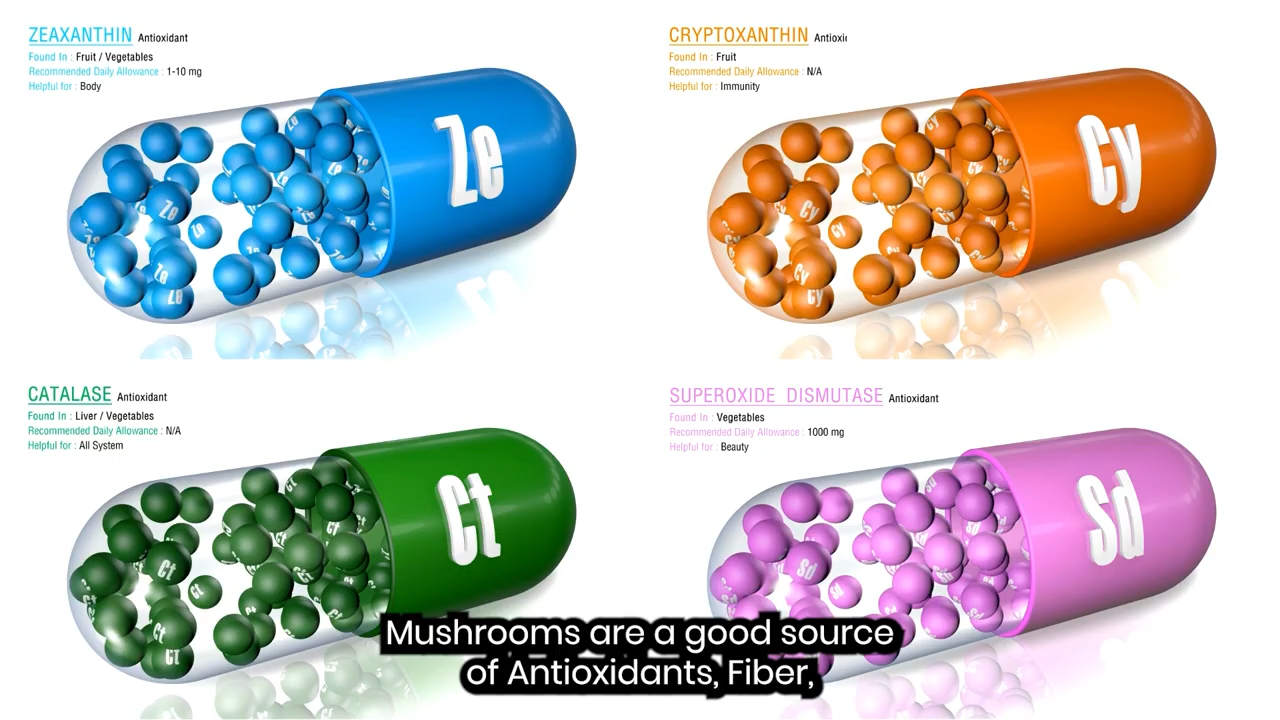 ZEAXANTHIN Antioxidant
Found In : Fruit / Vegetables
Recommended Daily Allowance : 1-10 mg
Helpful for : Body
Ze
CRYPTOXANTHIN Antioxi
Found In : Fruit
Recommended Daily Allowance : N/A
Helpful for : Immunity
Cy
CATALASE Antioxidant
Found In : Liver / Vegetables
Recommended Daily Allowance : N/A
Helpful for : All System
Ct
SUPEROXIDE DISMUTASE Antioxidant
Found In : Vegetables
Recommended Daily Allowance : 1000 mg
Helpful for : Beauty
Sd
Mushrooms are a good source
of Antioxidants, Fiber,